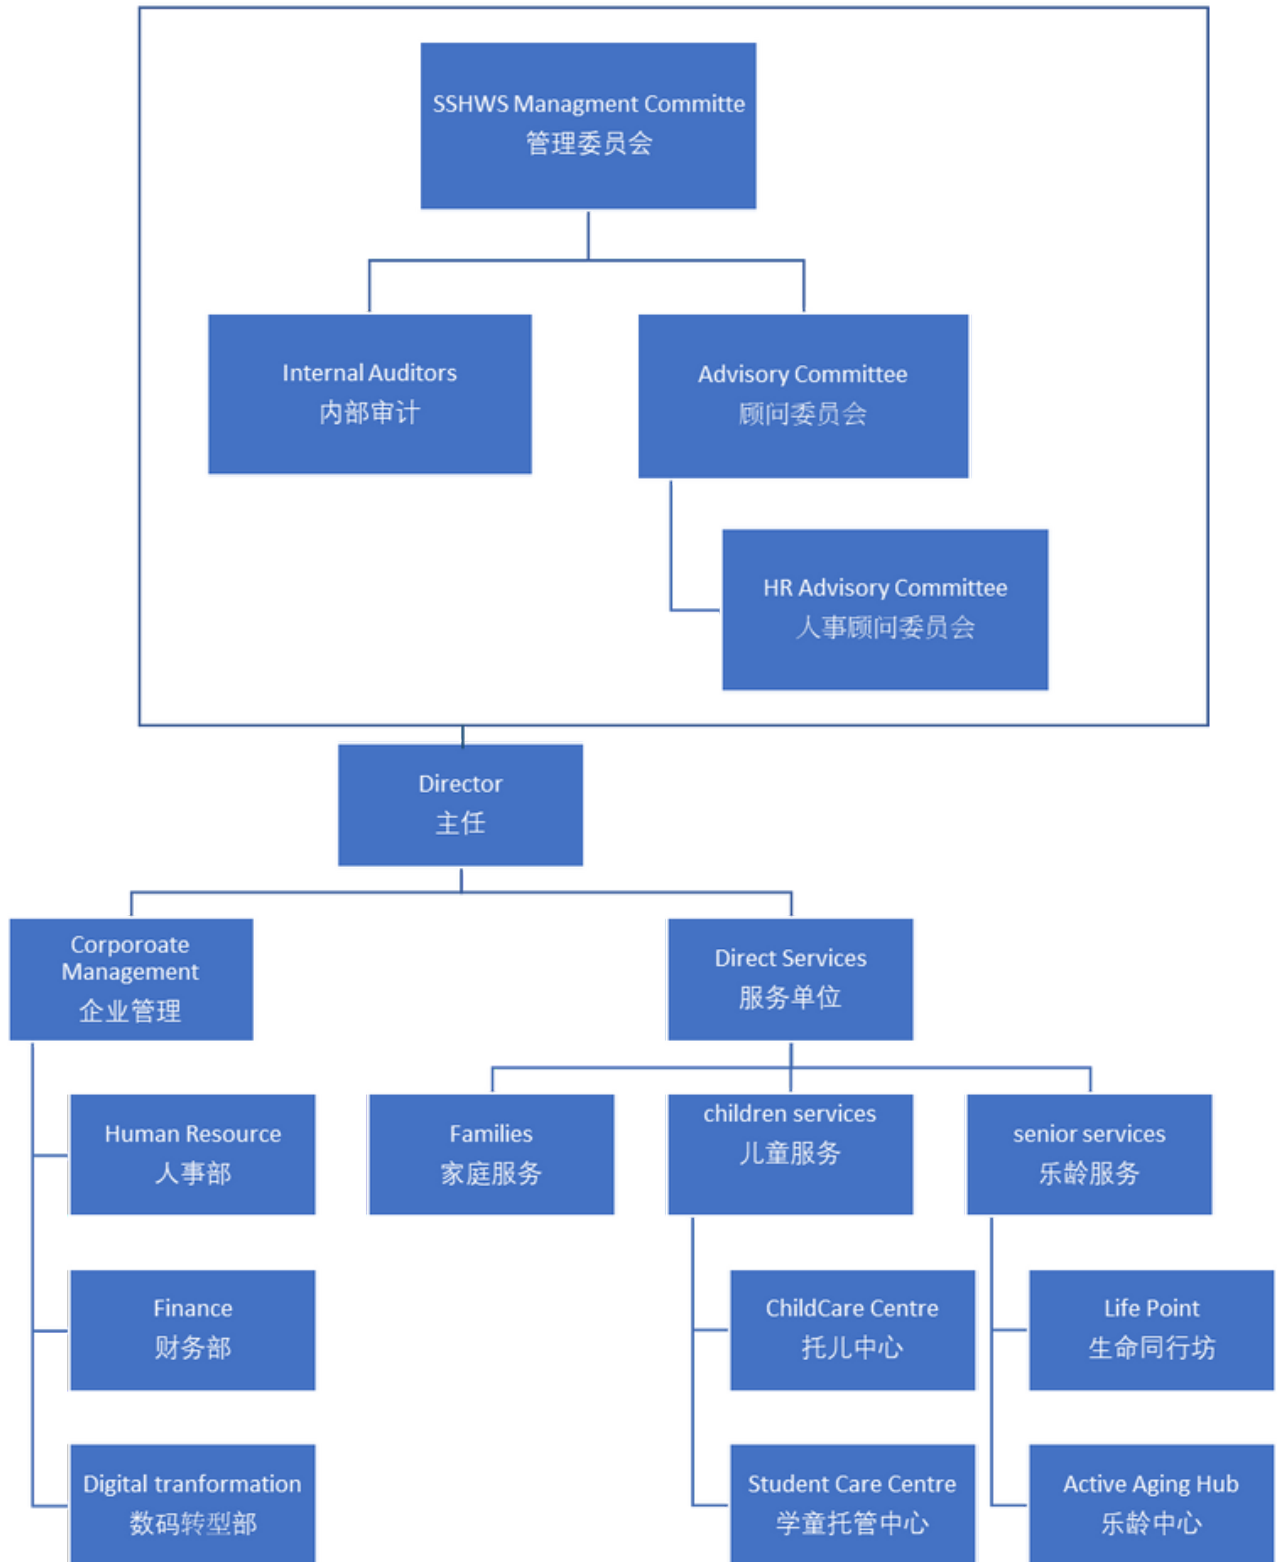 SSHWS Managment Committe
管理委员会
Internal Auditors
内部审计
Advisory Committee
顾问委员会
HR Advisory Committee
人事顾问委员会
Director
主任
Corporoate
Management
企业管理
Direct Services
服务单位
Human Resource
人事部
Families
家庭服务
children services
儿童服务
senior services
乐龄服务
Finance
财务部
ChildCare Centre
托儿中心
Life Point
生命同行坊
Digital tranformation
数码转型部
Student Care Centre
学童托管中心
Active Aging Hub
乐龄中心